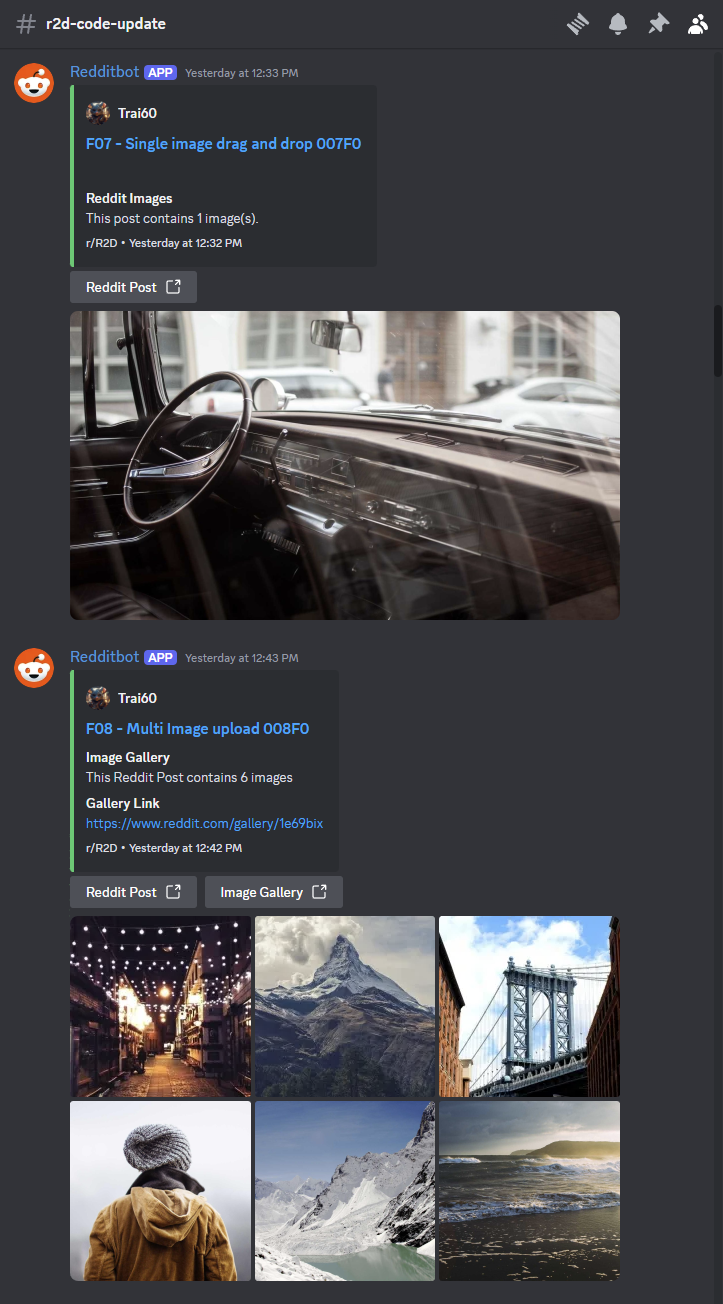 r2d-code-update
Redditbot APP Yesterday at 12:33 PM
Trai60
F07 - Single image drag and drop 007F0
Reddit Images
This post contains 1 image(s).
r/R2D • Yesterday at 12:32 PM
Reddit Post
Redditbot APP Yesterday at 12:43 PM
Trai60
F08 - Multi Image upload 008F0
Image Gallery
This Reddit Post contains 6 images
Gallery Link
https://www.reddit.com/gallery/1e69bix
r/R2D • Yesterday at 12:42 PM
Reddit Post Image Gallery